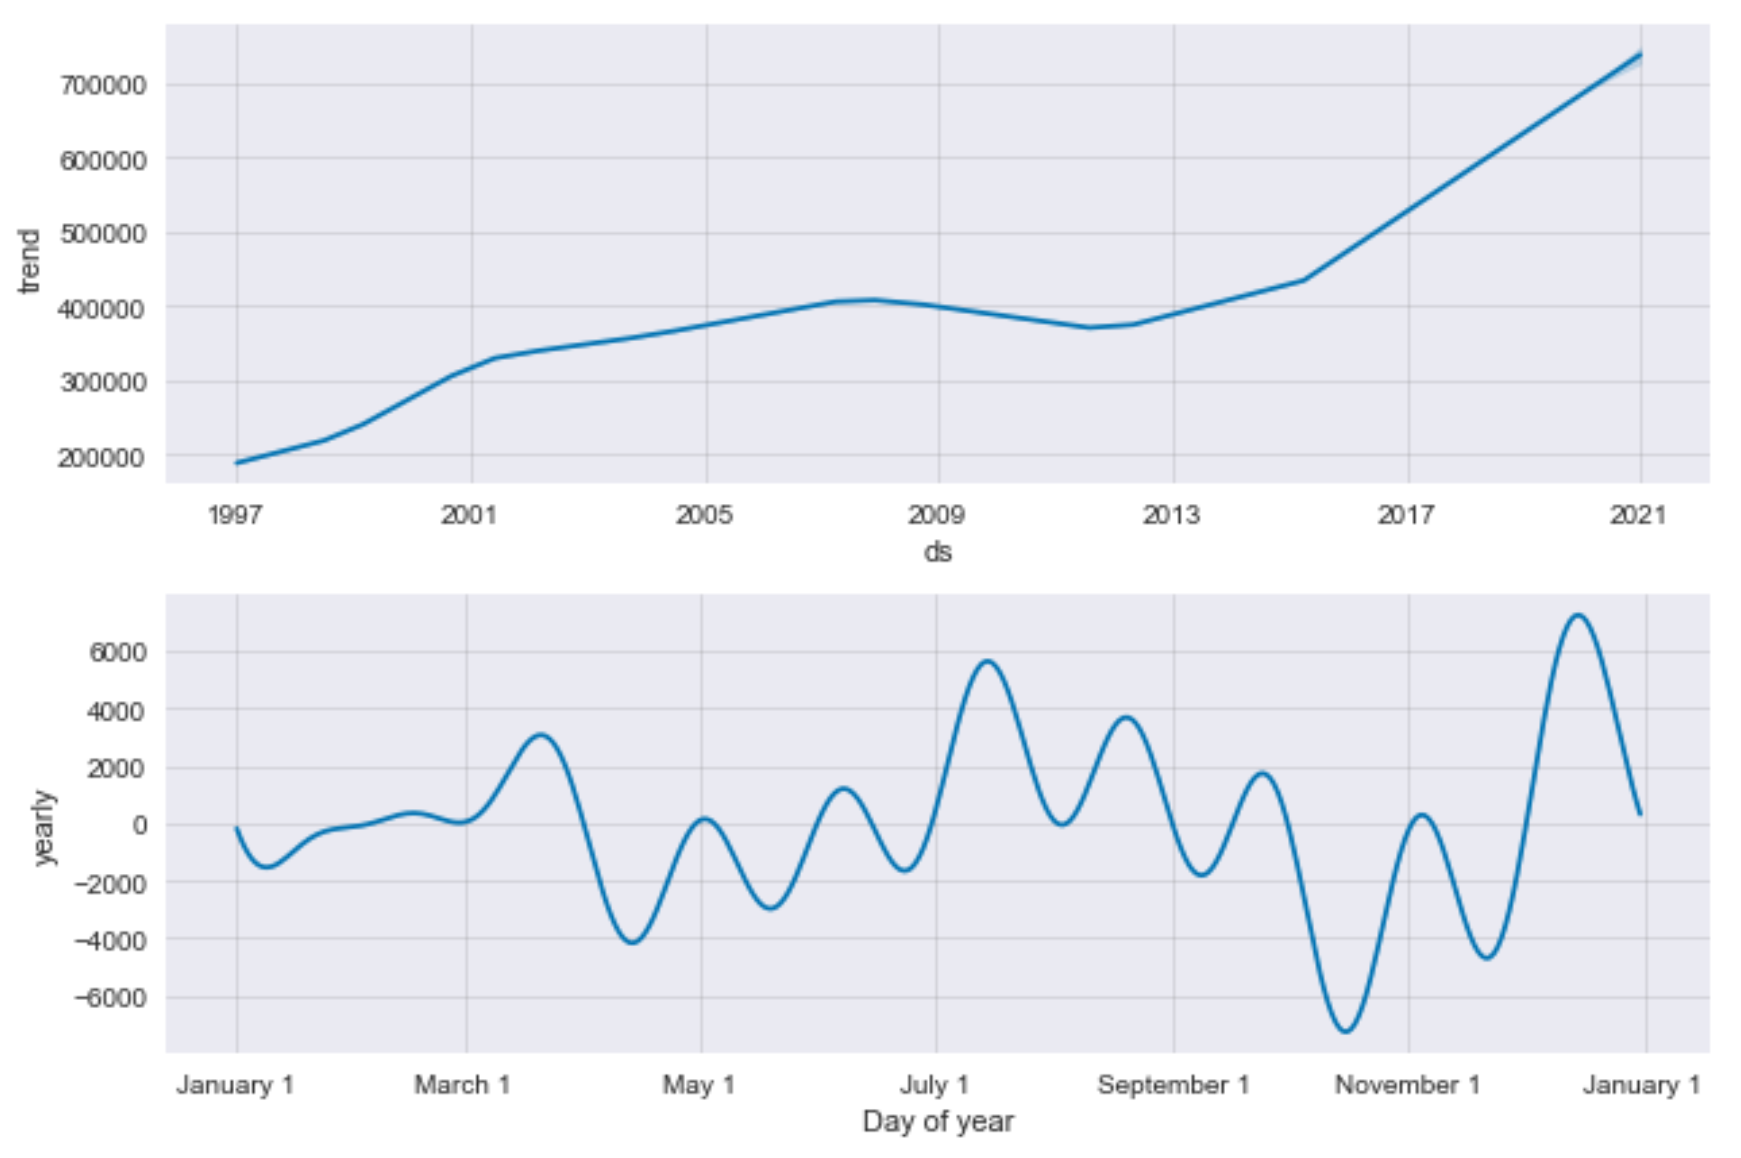 700000
600000
500000
400000
300000
200000
trend
1997 2001 2005 2009 2013 2017 2021
ds
6000
4000
2000
0
−2000
−4000
−6000
yearly
January 1 March 1 May 1 July 1 September 1 November 1 January 1
Day of year